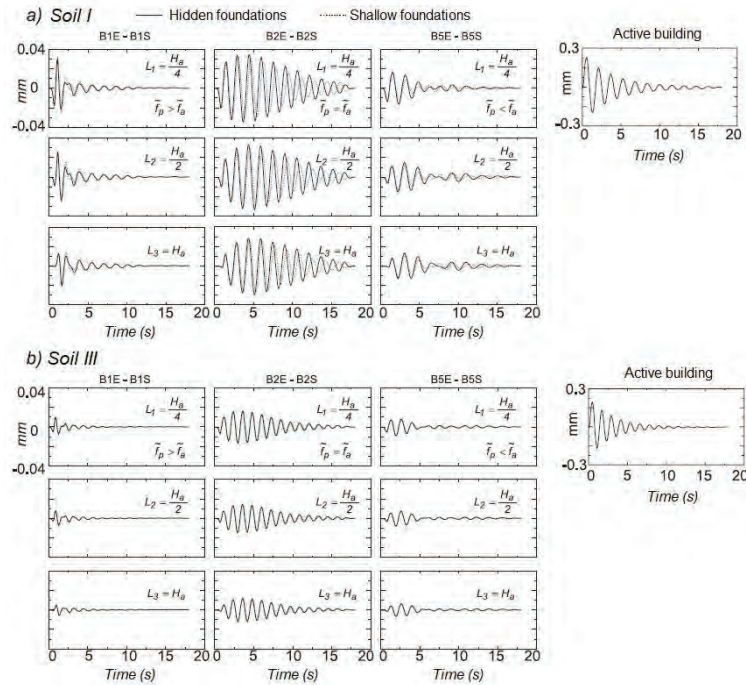 a) Soil I
Hidden foundations
Shallow foundations
B1E – B1S
B2E – B2S
B5E – B5S
Active building
0.04
0
-0.04
mm
L₁ = Hₐ/4
f̃ₚ > f̃ₐ
L₁ = Hₐ/4
f̃ₚ = f̃ₐ
L₁ = Hₐ/4
f̃ₚ < f̃ₐ
0.3
-0.3
0 5 10 15 20
Time (s)
L₂ = Hₐ/2
L₂ = Hₐ/2
L₂ = Hₐ/2
L₃ = Hₐ
L₃ = Hₐ
L₃ = Hₐ
0 5 10 15 20
0 5 10 15 20
0 5 10 15 20
Time (s)
Time (s)
Time (s)
b) Soil III
B1E – B1S
B2E – B2S
B5E – B5S
Active building
0.04
0
-0.04
mm
L₁ = Hₐ/4
f̃ₚ > f̃ₐ
L₁ = Hₐ/4
f̃ₚ = f̃ₐ
L₁ = Hₐ/4
f̃ₚ < f̃ₐ
0.3
mm
-0.3
0 5 10 15 20
Time (s)
L₂ = Hₐ/2
L₂ = Hₐ/2
L₂ = Hₐ/2
L₃ = Hₐ
L₃ = Hₐ
L₃ = Hₐ
0 5 10 15 20
0 5 10 15 20
0 5 10 15 20
Time (s)
Time (s)
Time (s)